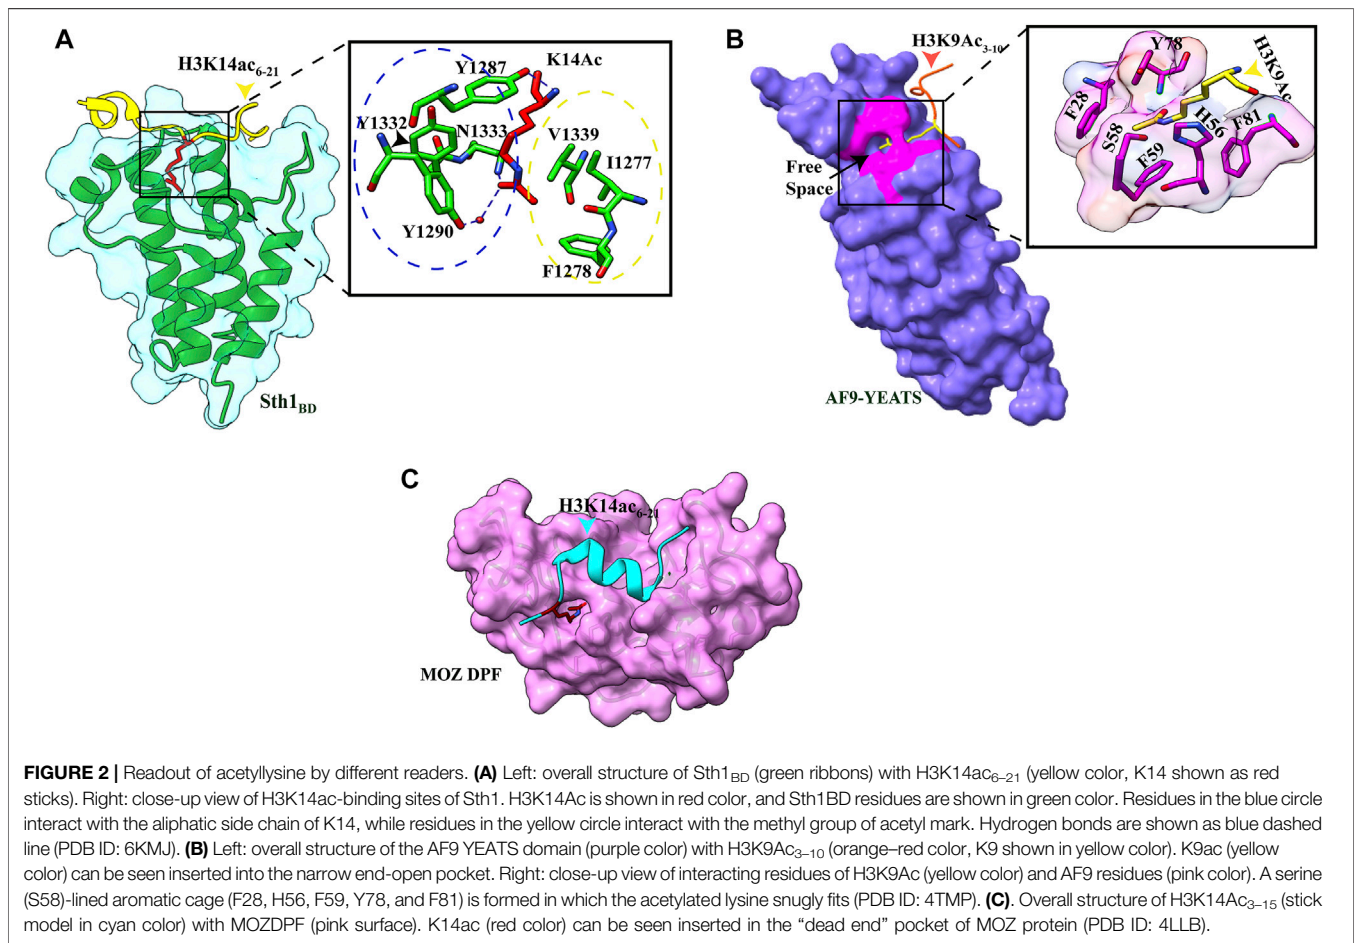 A
H3K14ac6-21
Sth1BD
K14Ac
Y1287
Y1332
N1333
V1339
I1277
Y1290
F1278
B
H3K9Ac3-10
Free
Space
AF9-YEATS
Y78
H3K9Ac
F28
S58
H56
F81
F59
C
H3K14ac6-21
MOZ DPF
FIGURE 2 | Readout of acetyllysine by different readers. (A) Left: overall structure of Sth1BD (green ribbons) with H3K14ac6–21 (yellow color, K14 shown as red
sticks). Right: close-up view of H3K14ac-binding sites of Sth1. H3K14Ac is shown in red color, and Sth1BD residues are shown in green color. Residues in the blue circle
interact with the aliphatic side chain of K14, while residues in the yellow circle interact with the methyl group of acetyl mark. Hydrogen bonds are shown as blue dashed
line (PDB ID: 6KMJ). (B) Left: overall structure of the AF9 YEATS domain (purple color) with H3K9Ac3–10 (orange–red color, K9 shown in yellow color). K9ac (yellow
color) can be seen inserted into the narrow end-open pocket. Right: close-up view of interacting residues of H3K9Ac (yellow color) and AF9 residues (pink color). A serine
(S58)-lined aromatic cage (F28, H56, F59, Y78, and F81) is formed in which the acetylated lysine snugly fits (PDB ID: 4TMP). (C). Overall structure of H3K14Ac3–15 (stick
model in cyan color) with MOZDPF (pink surface). K14ac (red color) can be seen inserted in the “dead end” pocket of MOZ protein (PDB ID: 4LLB).